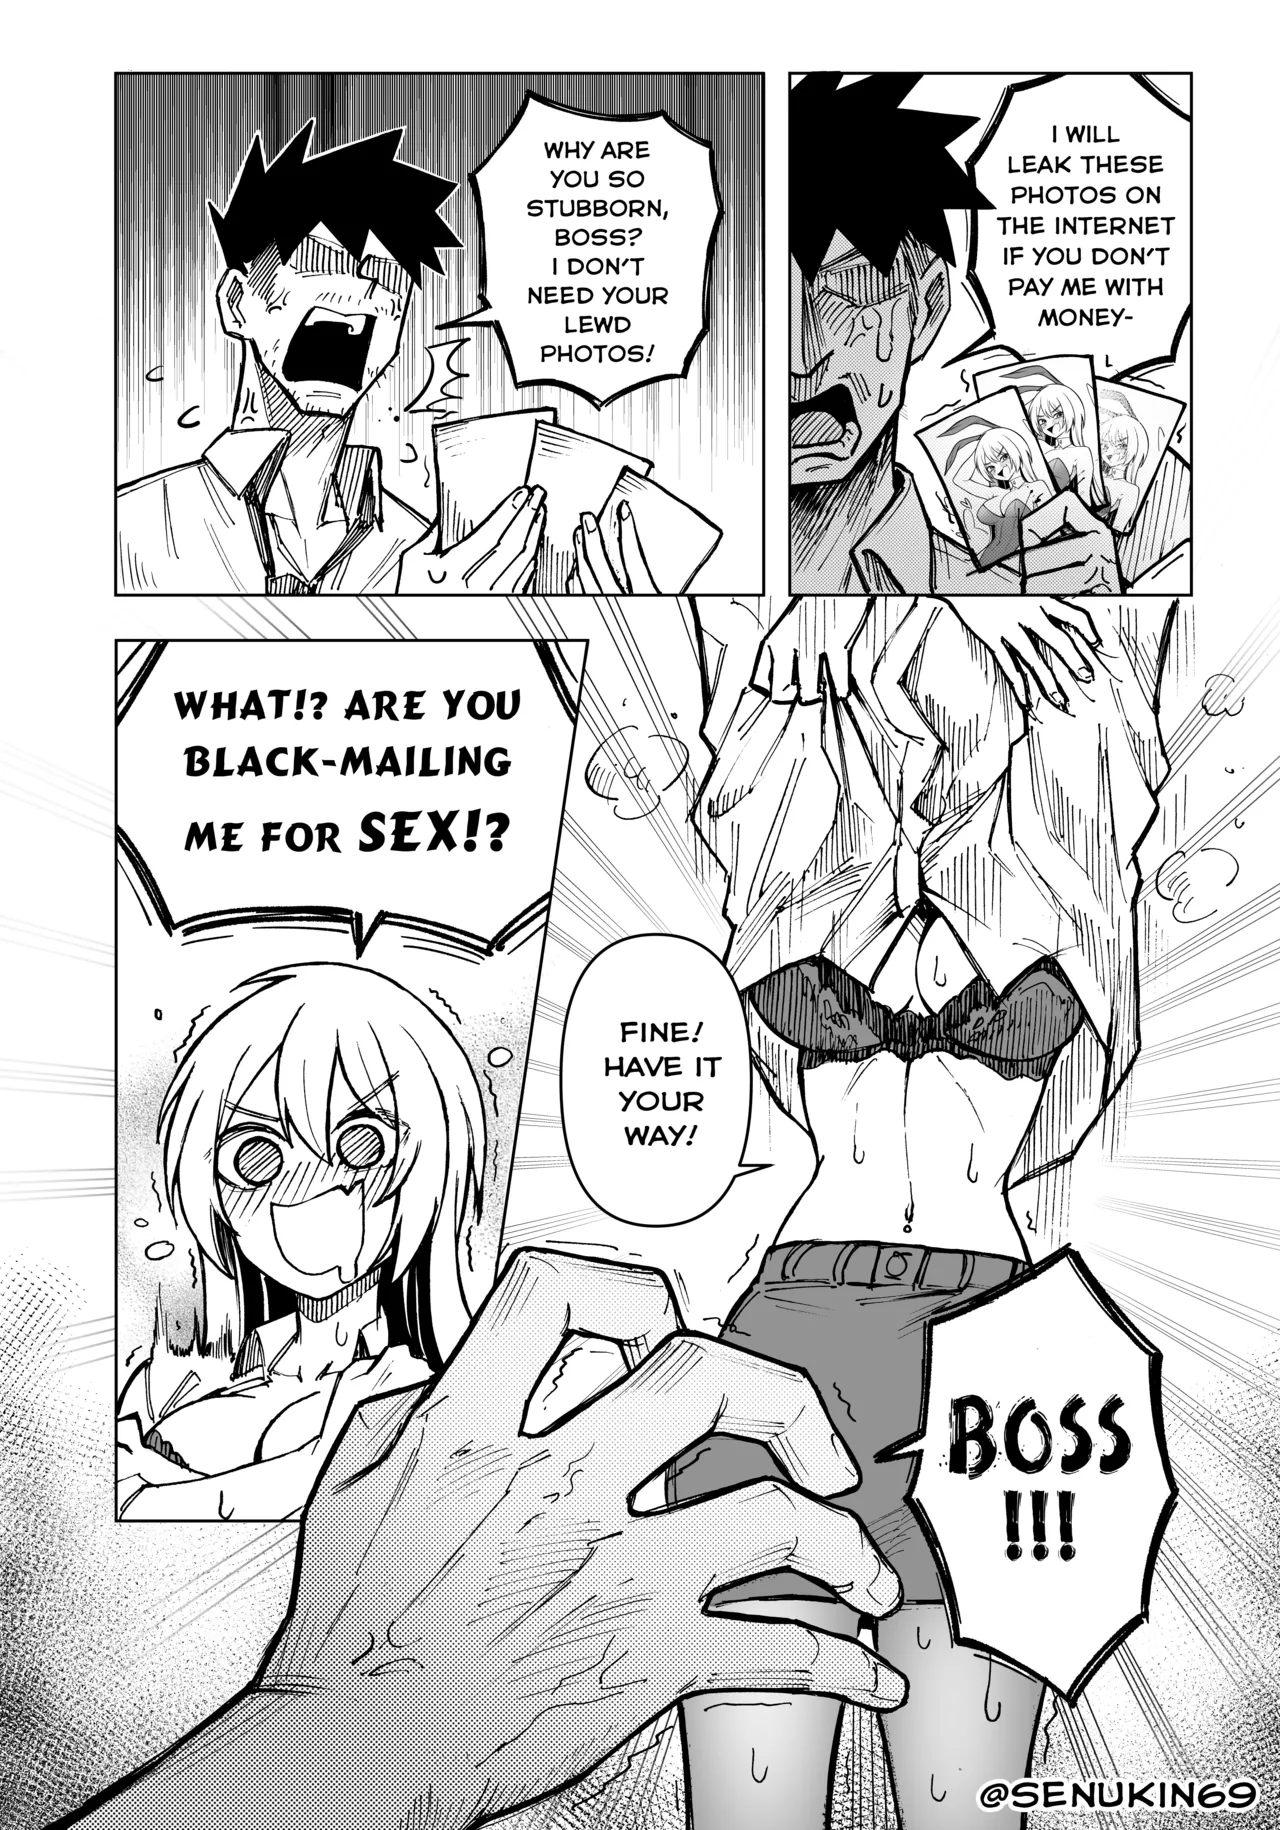 WHY ARE
YOU SO
STUBBORN,
BOSS?
I DON'T
NEED YOUR
LEWD
PHOTOS!
I WILL
LEAK THESE
PHOTOS ON
THE INTERNET
IF YOU DON'T
PAY ME WITH
MONEY-
WHAT!? ARE YOU
BLACK-MAILING
ME FOR SEX!?
FINE!
HAVE IT
YOUR
WAY!
BOSS
!!!
@SENUKIN69